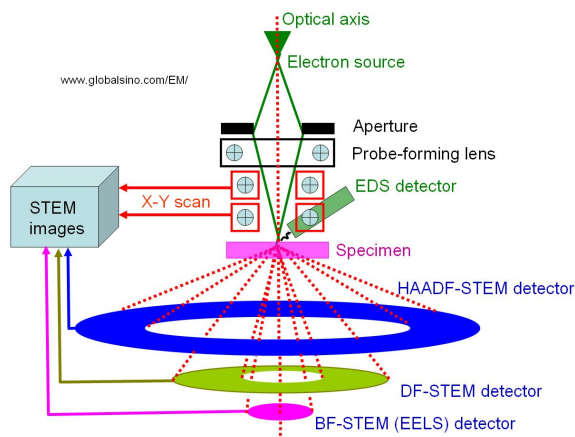 Optical axis
Electron source
www.globalsino.com/EM/
Aperture
Probe-forming lens
EDS detector
X-Y scan
STEM
images
Specimen
HAADF-STEM detector
DF-STEM detector
BF-STEM (EELS) detector